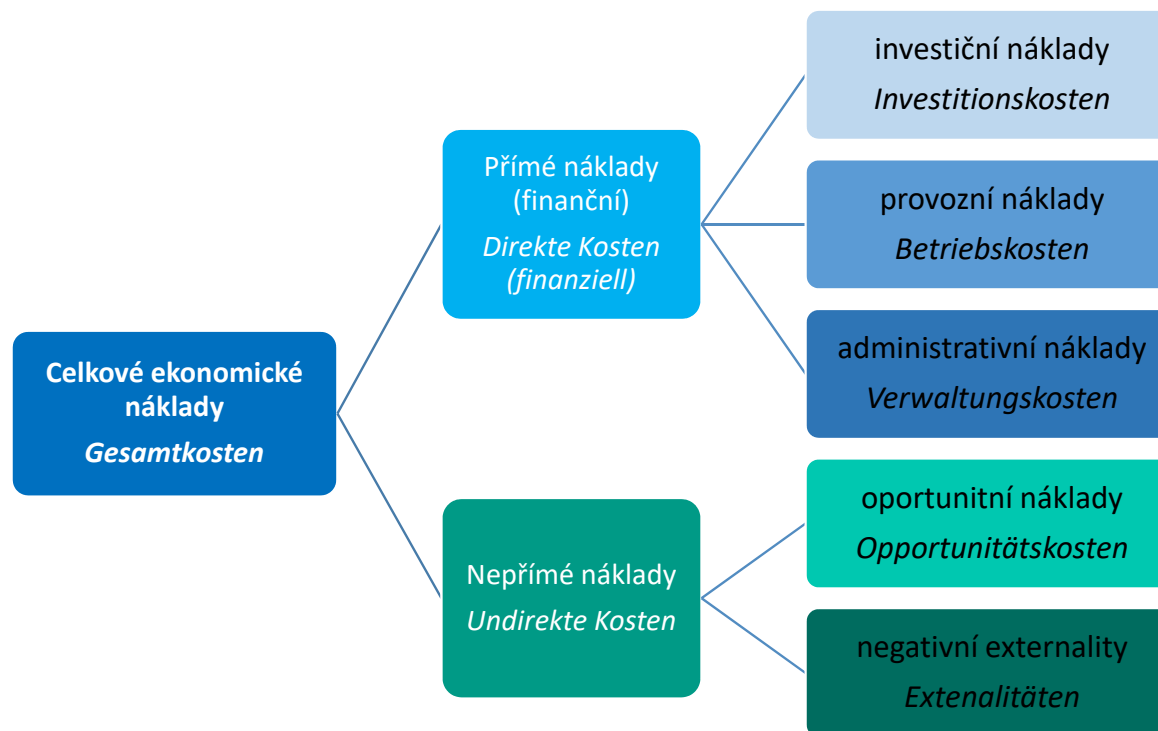 investiční náklady
Investitionskosten
Přímé náklady
(finanční)
Direkte Kosten
(finanziell)
provozní náklady
Betriebskosten
administrativní náklady
Verwaltungskosten
Celkové ekonomické
náklady
Gesamtkosten
oportunitní náklady
Opportunitätskosten
Nepřímé náklady
Undirekte Kosten
negativní externality
Extenalitäten